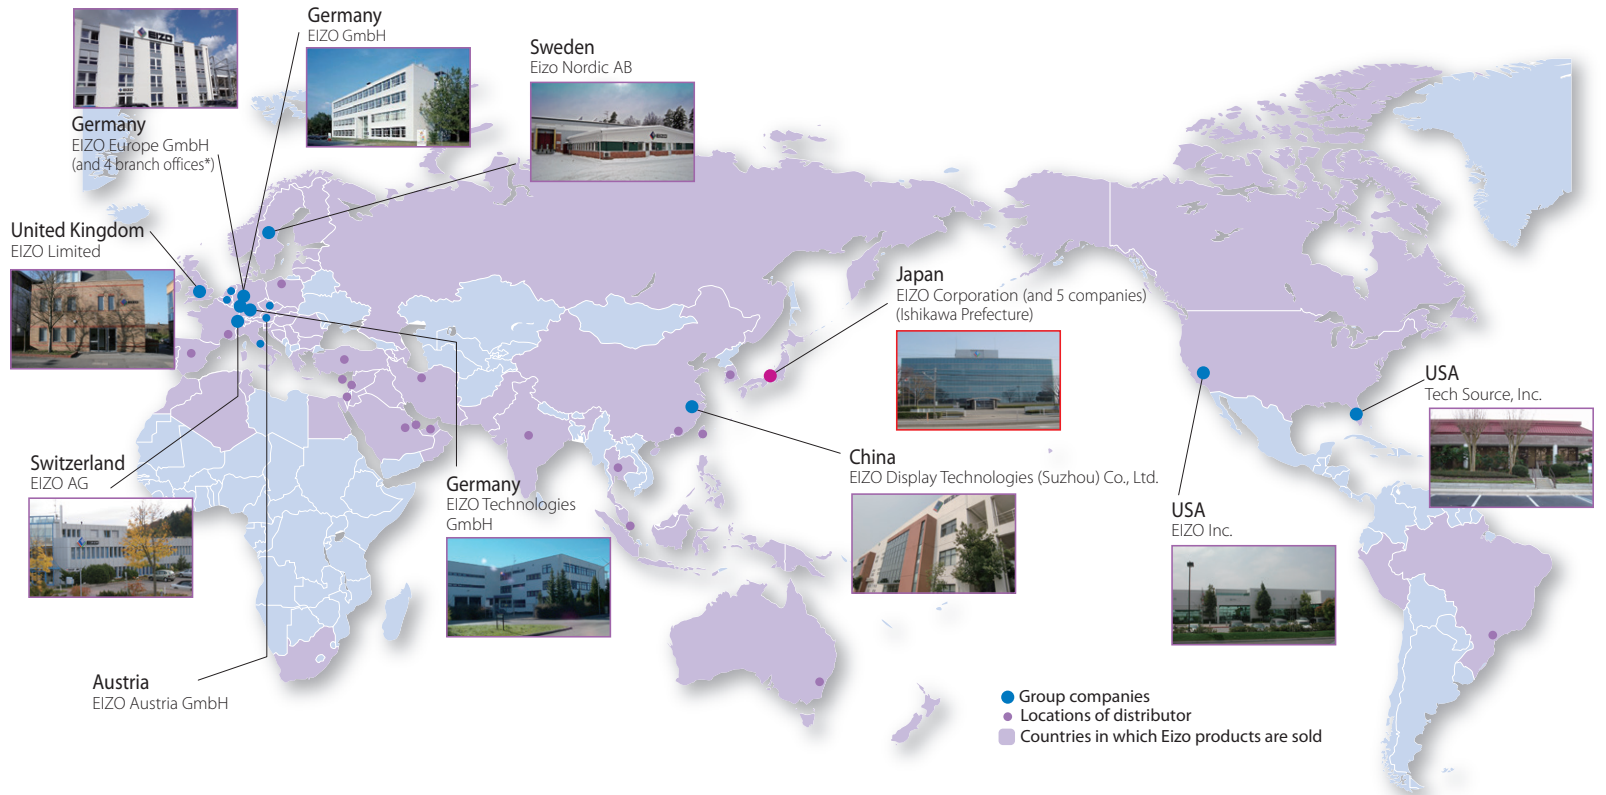 Germany
EIZO GmbH
Sweden
Eizo Nordic AB
EIZO
Germany
EIZO Europe GmbH
(and 4 branch offices*)
United Kingdom
EIZO Limited
Japan
EIZO Corporation (and 5 companies)
(Ishikawa Prefecture)
USA
Tech Source, Inc.
Switzerland
EIZO AG
Germany
EIZO Technologies
GmbH
China
EIZO Display Technologies (Suzhou) Co., Ltd.
USA
EIZO Inc.
Austria
EIZO Austria GmbH
Group companies
Locations of distributor
Countries in which Eizo products are sold